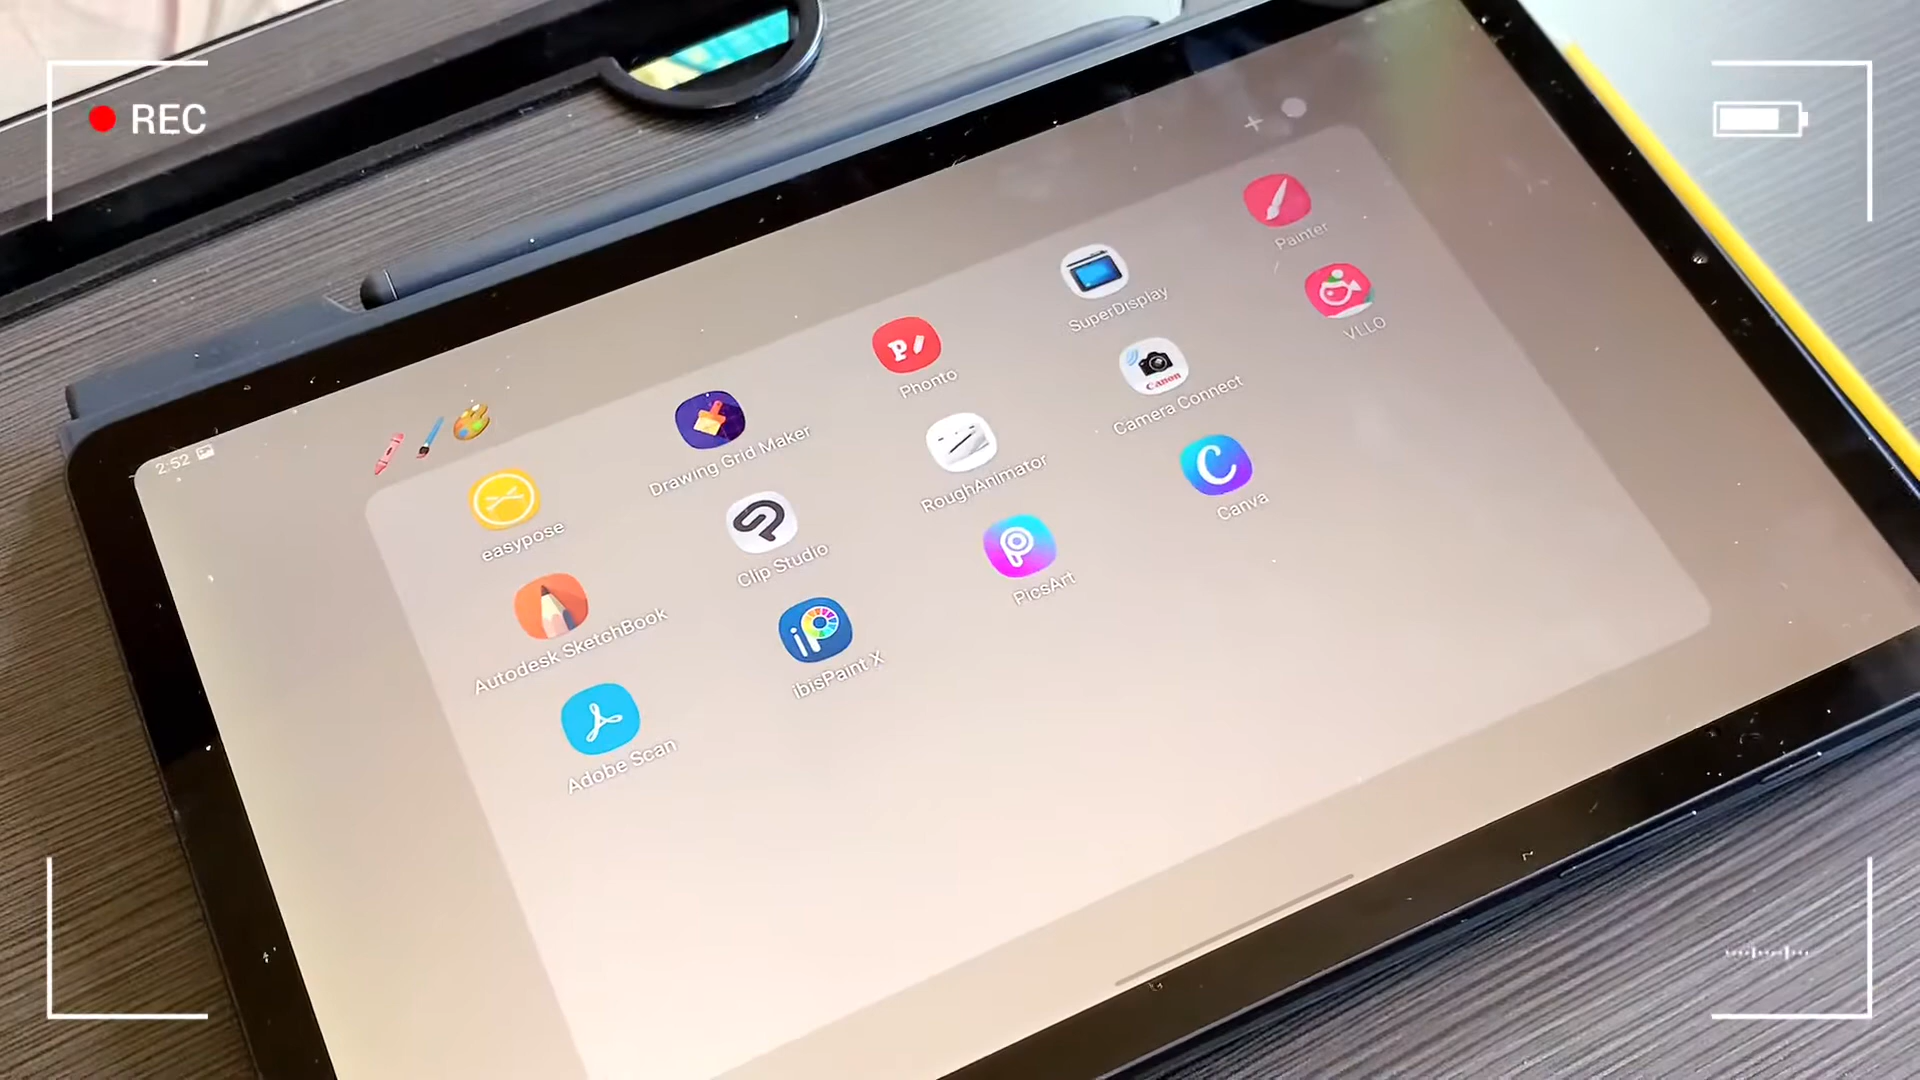 REC
2:52
easypose
Drawing Grid Maker
Phonto
SuperDisplay
Painter
Autodesk SketchBook
Clip Studio
RoughAnimator
Canon
Camera Connect
VLLO
Adobe Scan
ibisPaint X
PicsArt
Canva